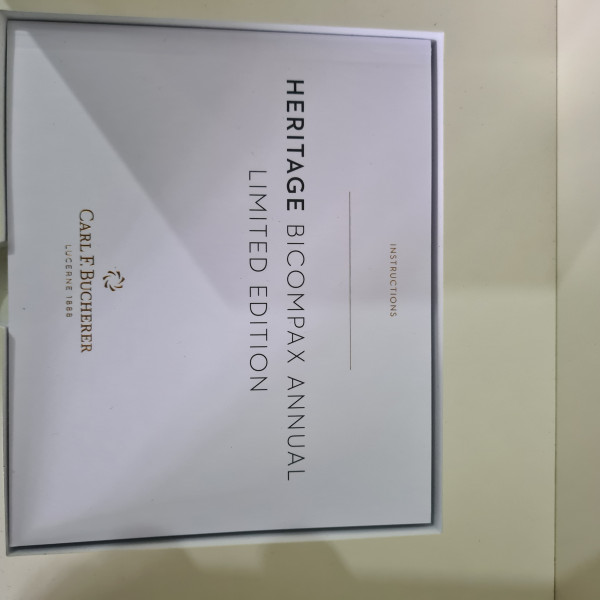 INSTRUCTIONS
HERITAGE BICOMPAX ANNUAL
LIMITED EDITION
CARL F. BUCHERER
LUCERNE 1888